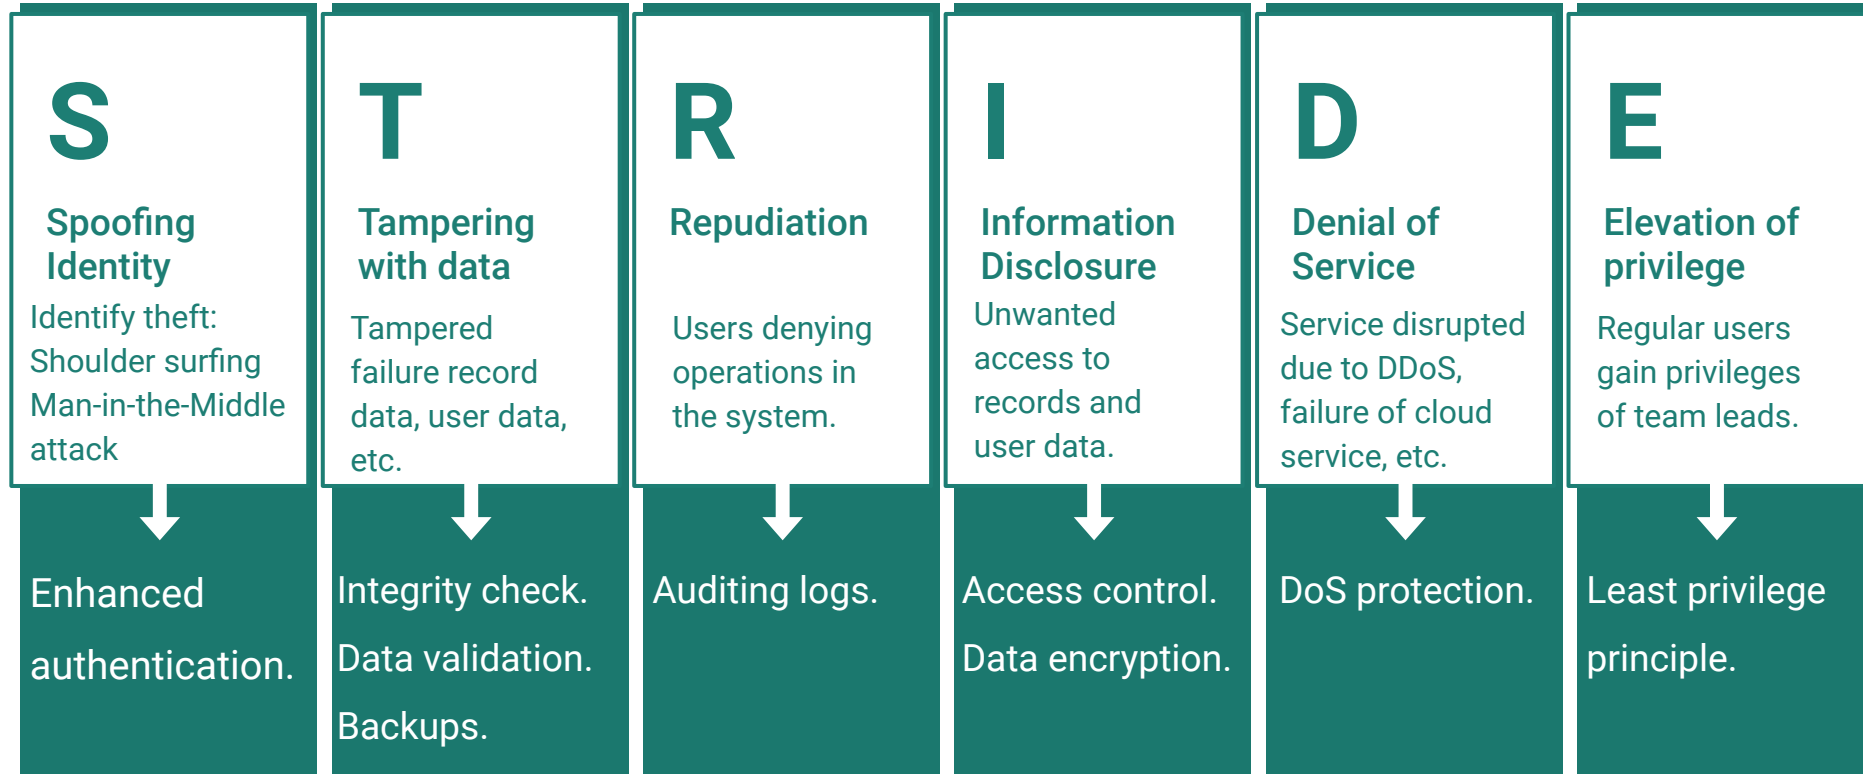 S
Spoofing
Identity
Identify theft:
Shoulder surfing
Man-in-the-Middle
attack
Enhanced
authentication.
T
Tampering
with data
Tampered
failure record
data, user data,
etc.
Integrity check.
Data validation.
Backups.
R
Repudiation
Users denying
operations in
the system.
Auditing logs.
I
Information
Disclosure
Unwanted
access to
records and
user data.
Access control.
Data encryption.
D
Denial of
Service
Service disrupted
due to DDoS,
failure of cloud
service, etc.
DoS protection.
E
Elevation of
privilege
Regular users
gain privileges
of team leads.
Least privilege
principle.